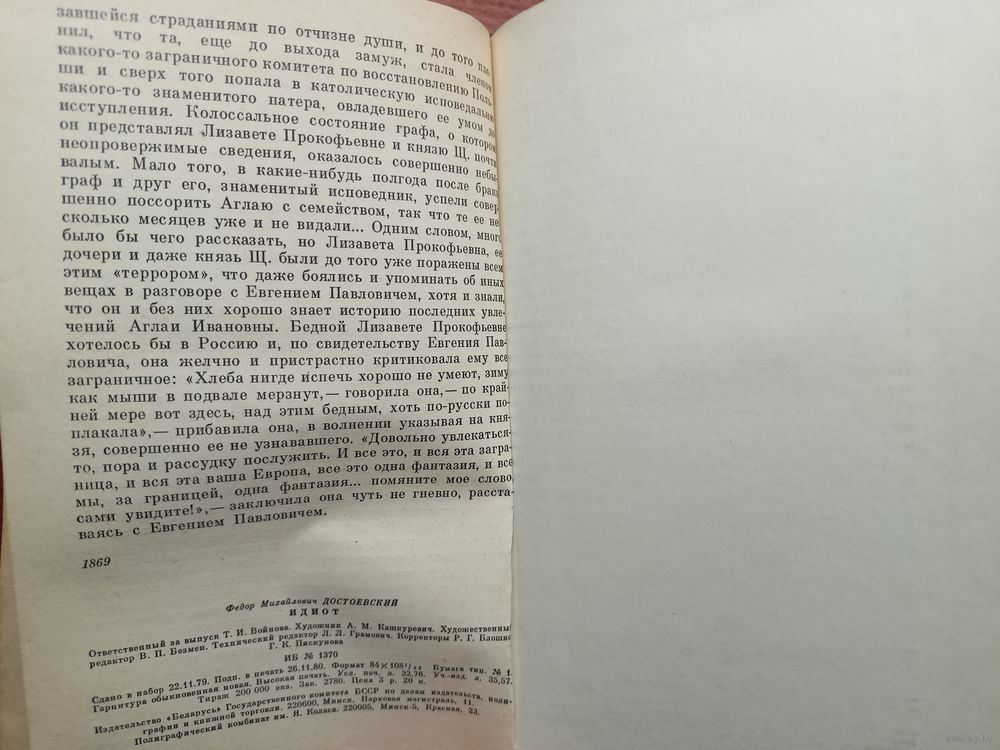 завшейся страданиями по отчизне души, и до того пле-
нил, что та, еще до выхода замуж, стала членом
какого-то заграничного комитета по восстановлению Поль-
ши и сверх того попала в католическую исповедальню
какого-то знаменитого патера, овладевшего ее умом до
исступления. Колоссальное состояние графа, о котором
он представлял Лизавете Прокофьевне и князю Щ. почти
неопровержимые сведения, оказалось совершенно небы-
валым. Мало того, в какие-нибудь полгода после брака
граф и друг его, знаменитый исповедник, успели совер-
шенно поссорить Аглаю с семейством, так что те ее не-
сколько месяцев уже и не видали... Одним словом, много
было бы чего рассказать, но Лизавета Прокофьевна, ее
дочери и даже князь Щ. были до того уже поражены всем
этим «террором», что даже боялись и упоминать об иных
вещах в разговоре с Евгением Павловичем, хотя и знали,
что он и без них хорошо знает историю последних увле-
чений Аглаи Ивановны. Бедной Лизавете Прокофьевне
хотелось бы в Россию и, по свидетельству Евгения Пав-
ловича, она желчно и пристрастно критиковала ему все
заграничное: «Хлеба нигде испечь хорошо не умеют, зиму
как мыши в подвале мерзнут,— говорила она,— по край-
ней мере вот здесь, над этим бедным, хоть по-русски по-
плакала»,— прибавила она, в волнении указывая на кня-
зя, совершенно ее не узнававшего. «Довольно увлекаться-
то, пора и рассудку послужить. И все это, и вся эта загра-
ница, и вся эта ваша Европа, все это одна фантазия, и все
мы, за границей, одна фантазия... помяните мое слово,
сами увидите!»,— заключила она чуть не гневно, расста-
ваясь с Евгением Павловичем.
1869
Федор Михайлович ДОСТОЕВСКИЙ
ИДИОТ
Ответственный за выпуск Т. И. Войнова. Художник А. М. Кашкуревич. Художественный
редактор В. П. Безмен. Технический редактор Л. Л. Грамович. Корректоры Р. Г. Блошко,
Г. К. Пискунова
ИБ № 1370
Сдано в набор 22.11.79. Подп. в печать 26.11.80. Формат 84×108¹/₃₂ Бумага тип. № 1.
Гарнитура обыкновенная новая. Высокая печать. Усл. печ. л. 32,76. Уч.-изд. л. 35,57.
Тираж 200 000 экз. Зак. 2780. Цена 3 р. 20 к.
Издательство «Беларусь» Государственного комитета БССР по делам издательств, поли-
графии и книжной торговли. 220600, Минск, Парковая магистраль, 11.
Полиграфический комбинат им. Я. Коласа. 220005, Минск-5, Красная, 23.
www.ay.by